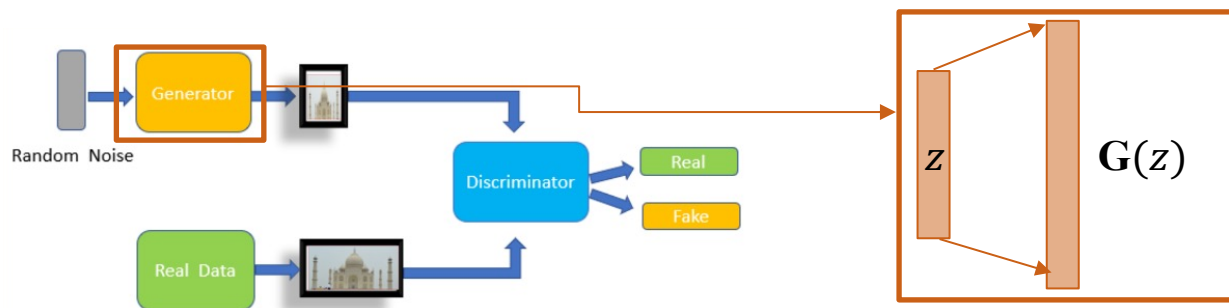 Generator
Random Noise
Discriminator
Real
Fake
Real Data
z
G(z)